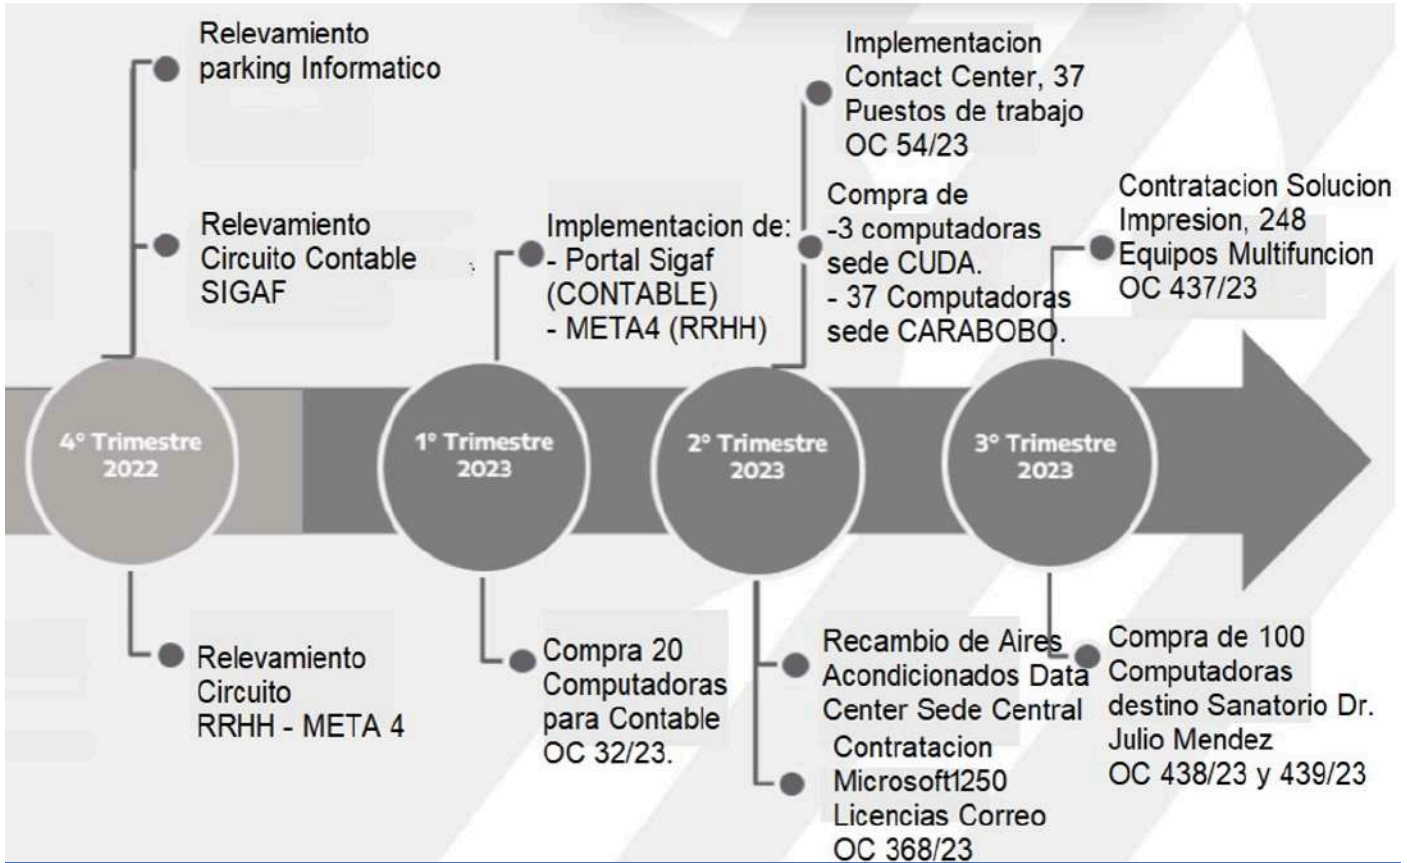 Relevamiento
parking Informatico
Relevamiento
Circuito Contable
SIGAF
4° Trimestre
2022
Relevamiento
Circuito
RRHH - META 4
Implementacion de:
- Portal Sigaf
(CONTABLE)
- META4 (RRHH)
1° Trimestre
2023
Compra 20
Computadoras
para Contable
OC 32/23.
Implementacion
Contact Center, 37
Puestos de trabajo
OC 54/23
Compra de
-3 computadoras
sede CUDA.
- 37 Computadoras
sede CARABOBO.
2° Trimestre
2023
Recambio de Aires
Acondicionados Data
Center Sede Central
Contratacion
Microsoft1250
Licencias Correo
OC 368/23
Contratacion Solucion
Impresion, 248
Equipos Multifuncion
OC 437/23
3° Trimestre
2023
Compra de 100
Computadoras
destino Sanatorio Dr.
Julio Mendez
OC 438/23 y 439/23